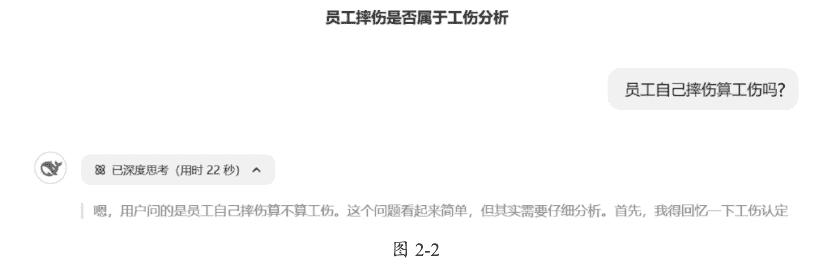 员工摔伤是否属于工伤分析
员工自己摔伤算工伤吗?
已深度思考（用时 22 秒）
嗯，用户问的是员工自己摔伤算不算工伤。这个问题看起来简单，但其实需要仔细分析。首先，我得回忆一下工伤认定
图 2-2